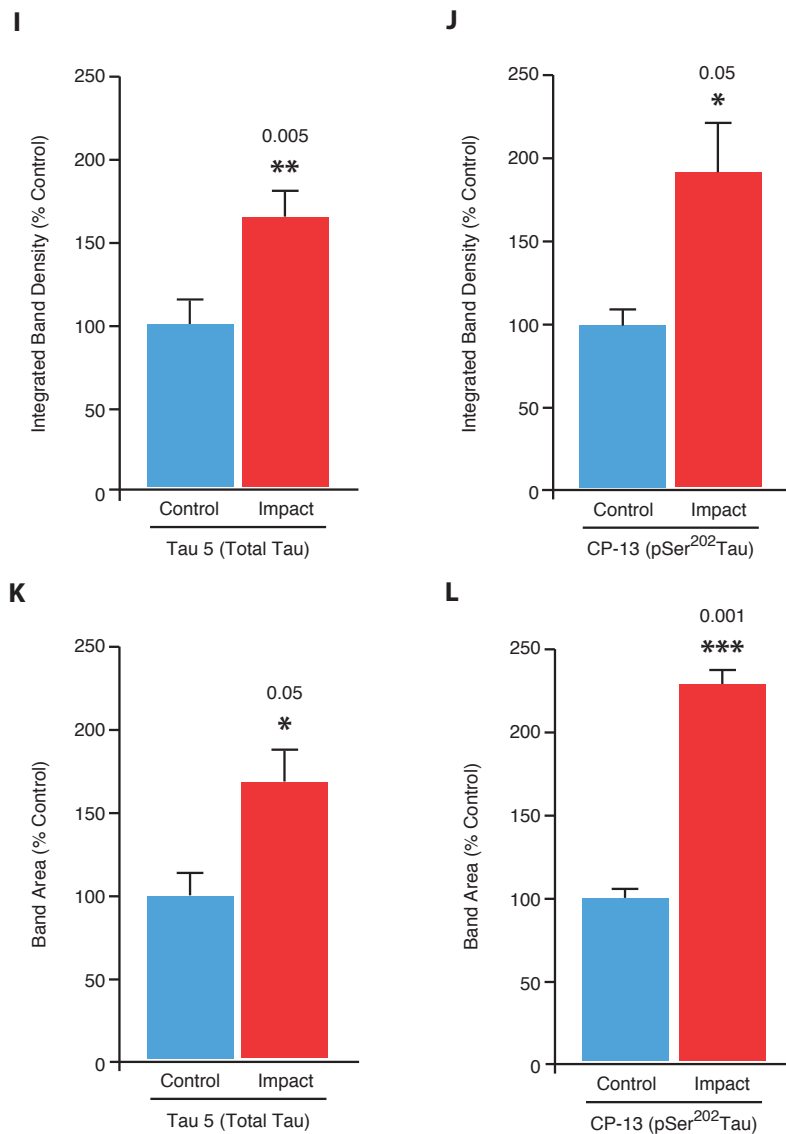 I
Integrated Band Density (% Control)
250
200
150
100
50
0
0.005
**
Control Impact
Tau 5 (Total Tau)
J
Integrated Band Density (% Control)
250
200
150
100
50
0
0.05
*
Control Impact
CP-13 (pSer²⁰²Tau)
K
Band Area (% Control)
250
200
150
100
50
0
0.05
*
Control Impact
Tau 5 (Total Tau)
L
Band Area (% Control)
250
200
150
100
50
0
0.001
***
Control Impact
CP-13 (pSer²⁰²Tau)